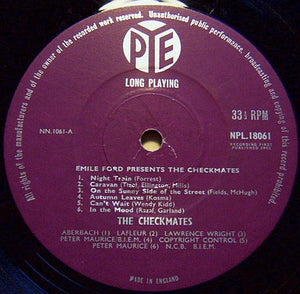 All rights of the manufacturers and of the owner of the recorded work reserved. Unauthorised public performance, broadcasting and copying of this record prohibited
PYE
LONG PLAYING
33⅓ RPM
NN.1061-A
NPL.18061
RECORDING FIRST PUBLISHED
EMILE FORD PRESENTS THE CHECKMATES
1. Night Train (Forrest)
2. Caravan (Tizol, Ellington, Mills)
3. On the Sunny Side of the Street (Fields, McHugh)
4. Autumn Leaves (Kosma)
5. Can't Wait (Wendy Kidd)
6. In the Mood (Razaf, Garland)
THE CHECKMATES
ABERBACH (1) LAFLEUR (2) LAWRENCE WRIGHT (3)
PETER MAURICE/B.I.E.M. (4) COPYRIGHT CONTROL (5)
PETER MAURICE (6) N.C.B. B.I.E.M.
MADE IN ENGLAND